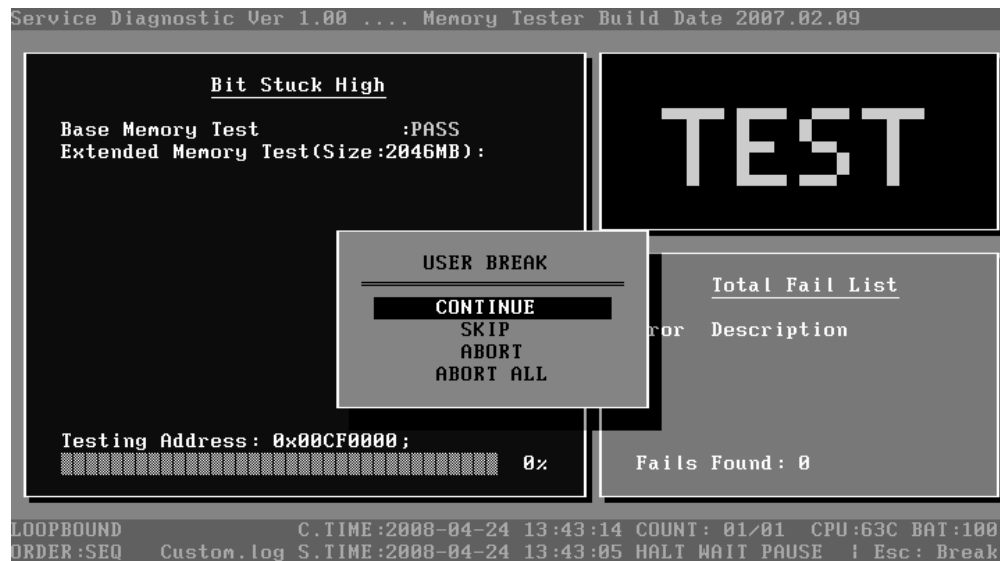 Service Diagnostic Ver 1.00 .... Memory Tester Build Date 2007.02.09
Bit Stuck High
Base Memory Test :PASS
Extended Memory Test(Size:2046MB):
TEST
USER BREAK
CONTINUE
SKIP
ABORT
ABORT ALL
Total Fail List
ror Description
Testing Address: 0x00CF0000;
0%
Fails Found: 0
LOOPBOUND C.TIME:2008-04-24 13:43:14 COUNT: 01/01 CPU:63C BAT:100
ORDER:SEQ Custom.log S.TIME:2008-04-24 13:43:05 HALT WAIT PAUSE ¦ Esc: Break